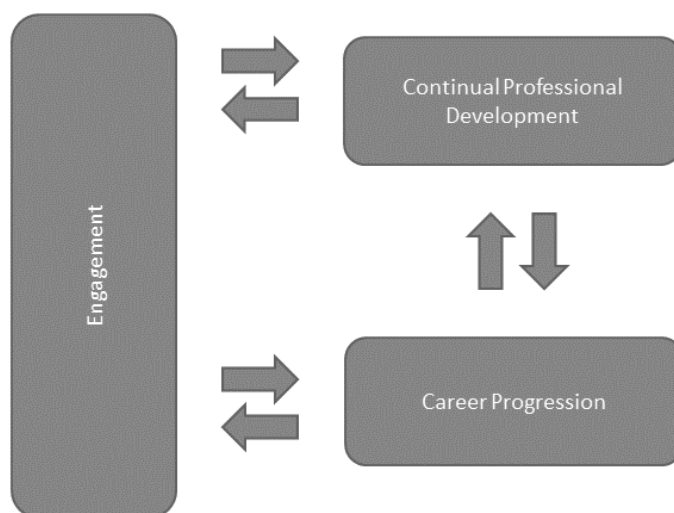 Engagement
Continual Professional
Development
Career Progression